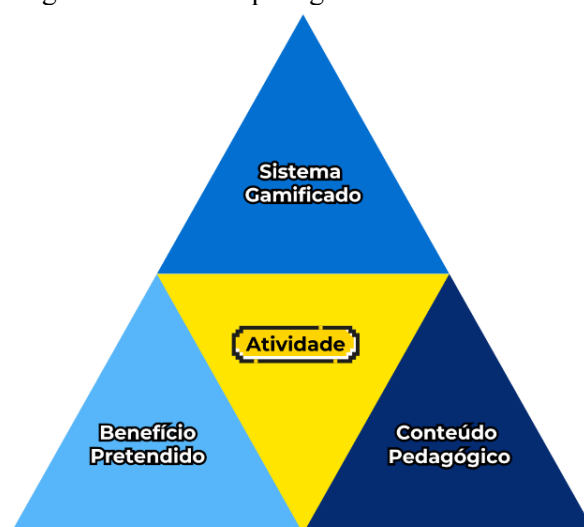 Sistema
Gamificado
Atividade
Benefício
Pretendido
Conteúdo
Pedagógico